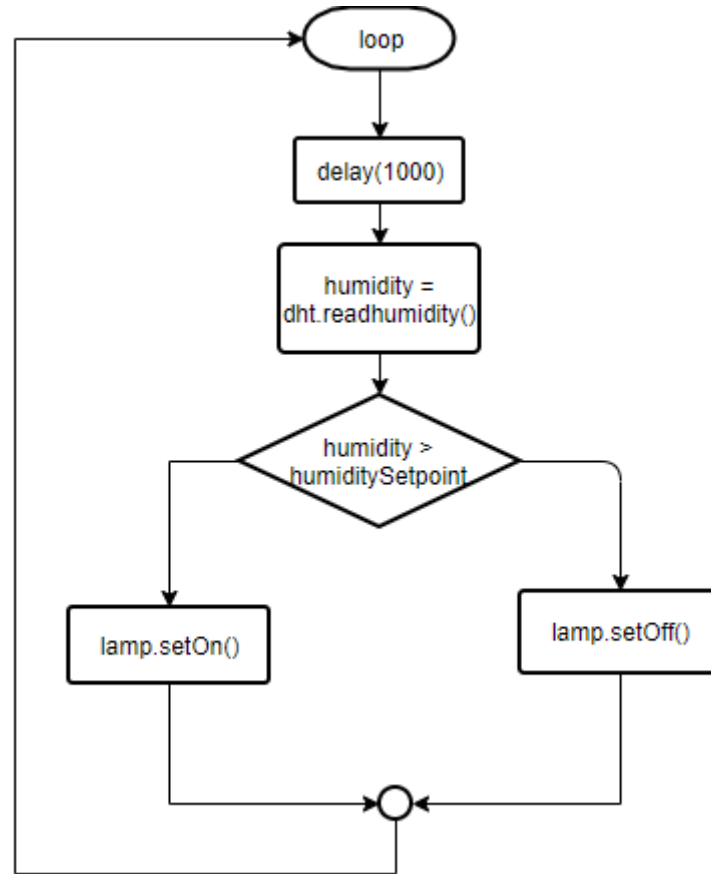 loop
delay(1000)
humidity =
dht.readhumidity()
humidity >
humiditySetpoint
lamp.setOn()
lamp.setOff()